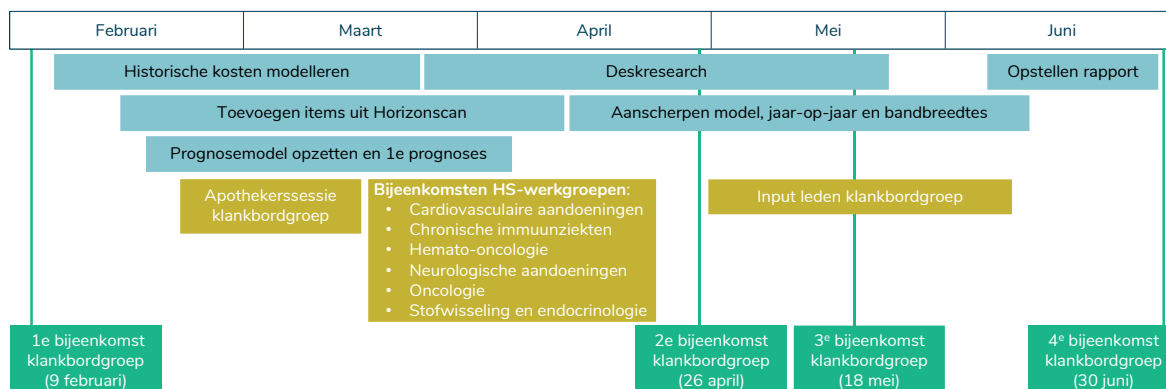 Februari
Maart
April
Mei
Juni
Historische kosten modelleren
Deskresearch
Opstellen rapport
Toevoegen items uit Horizonscan
Aanscherpen model, jaar-op-jaar en bandbreedtes
Prognosemodel opzetten en 1e prognoses
Apothekerssessie
klankbordgroep
Bijeenkomsten HS-werkgroepen:
• Cardiovasculaire aandoeningen
• Chronische immuunziekten
• Hemato-oncologie
• Neurologische aandoeningen
• Oncologie
• Stofwisseling en endocrinologie
Input leden klankbordgroep
1e bijeenkomst
klankbordgroep
(9 februari)
2e bijeenkomst
klankbordgroep
(26 april)
3ᵉ bijeenkomst
klankbordgroep
(18 mei)
4ᵉ bijeenkomst
klankbordgroep
(30 juni)